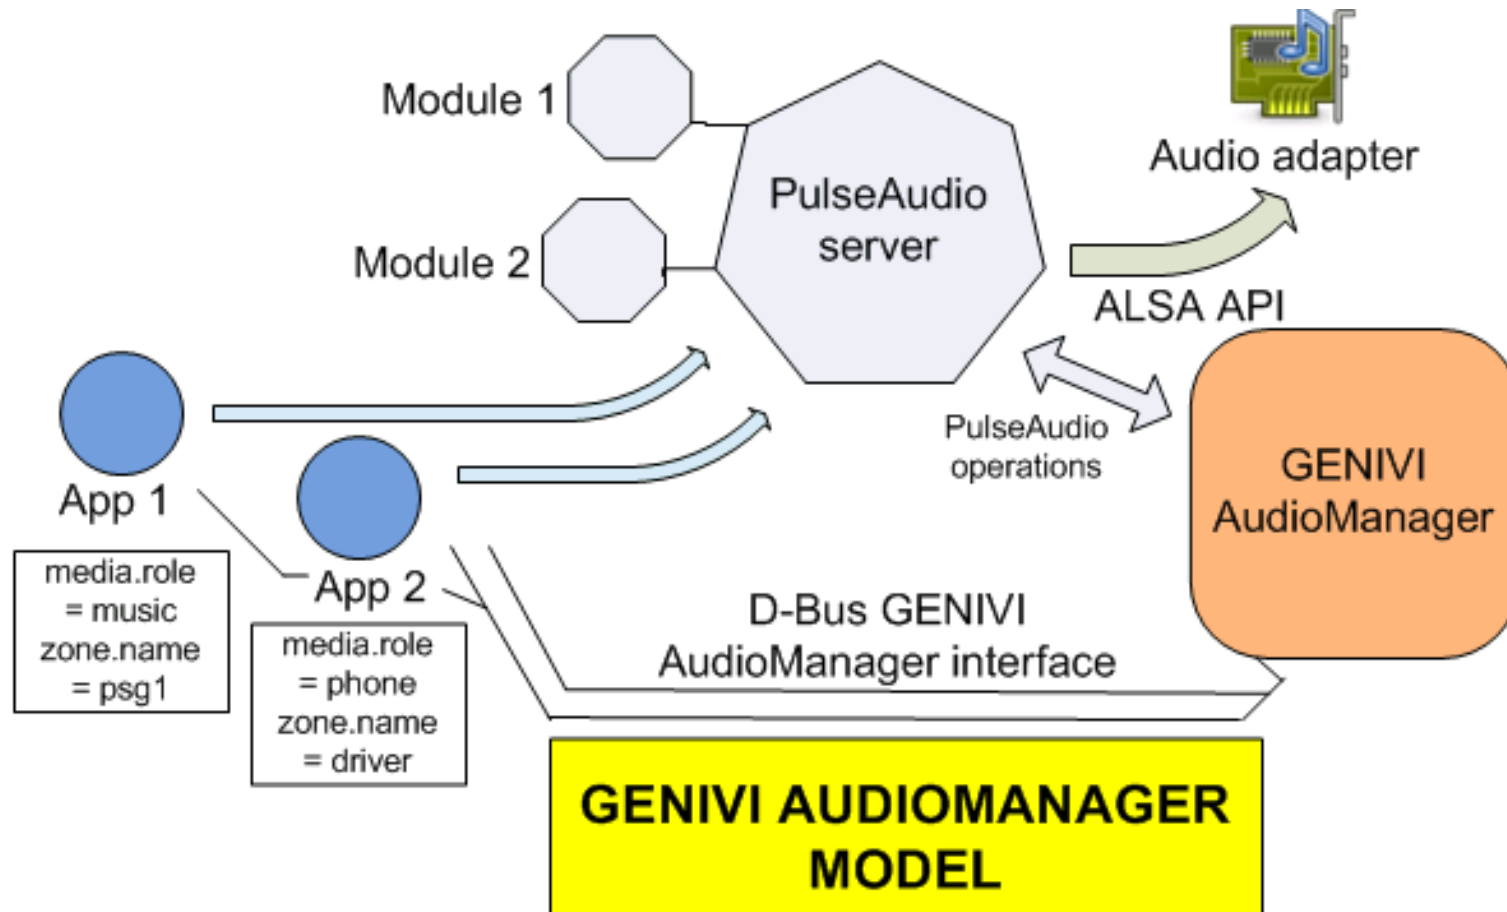 Module 1
PulseAudio
server
Audio adapter
Module 2
ALSA API
PulseAudio
operations
GENIVI
AudioManager
App 1
media.role
= music
zone.name
= psg1
App 2
media.role
= phone
zone.name
= driver
D-Bus GENIVI
AudioManager interface
GENIVI AUDIOMANAGER
MODEL